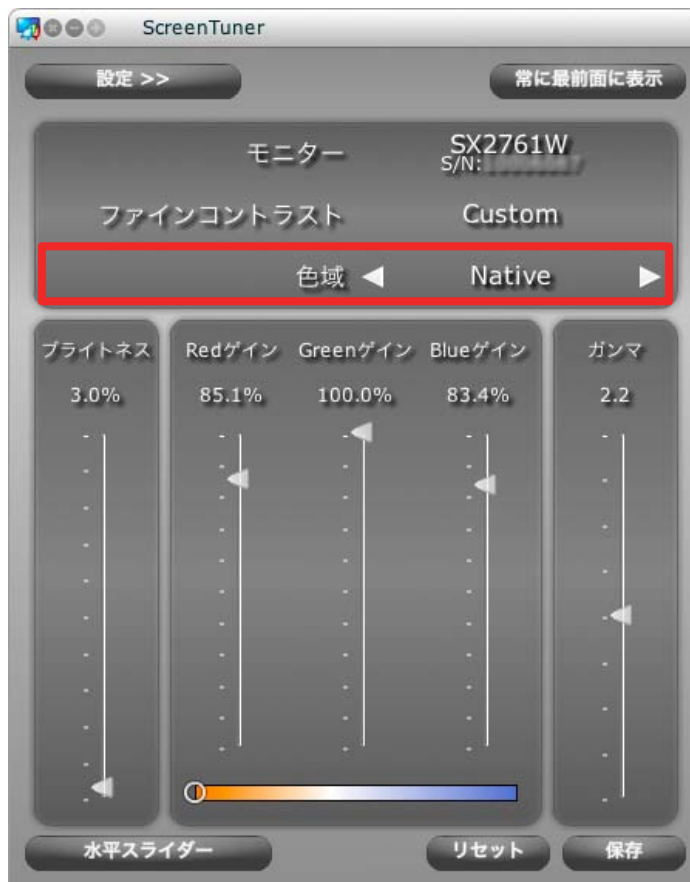 ScreenTuner
設定 >>
常に最前面に表示
モニター
SX2761W
S/N:
ファインコントラスト
Custom
色域
Native
ブライトネス
Redゲイン
Greenゲイン
Blueゲイン
ガンマ
3.0%
85.1%
100.0%
83.4%
2.2
水平スライダー
リセット
保存